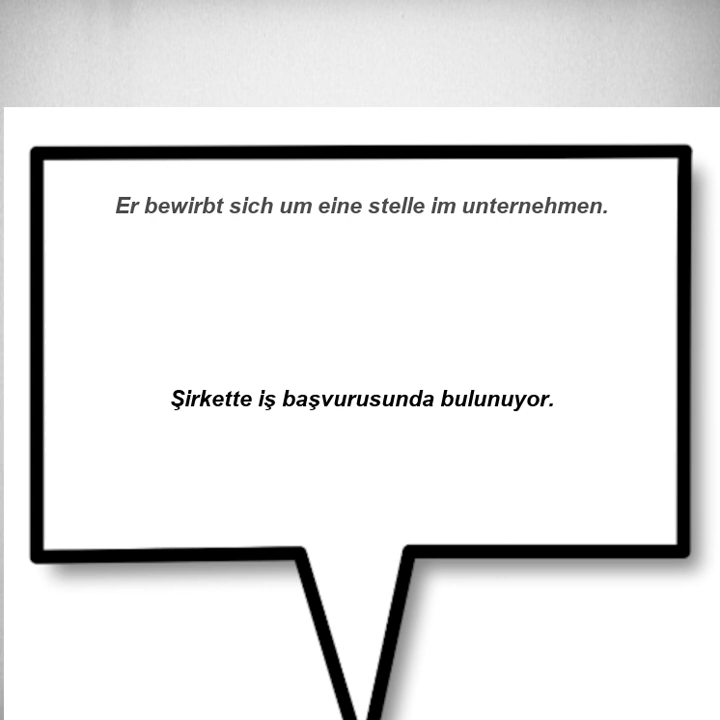 Er bewirbt sich um eine stelle im unternehmen.
Şirkette iş başvurusunda bulunuyor.